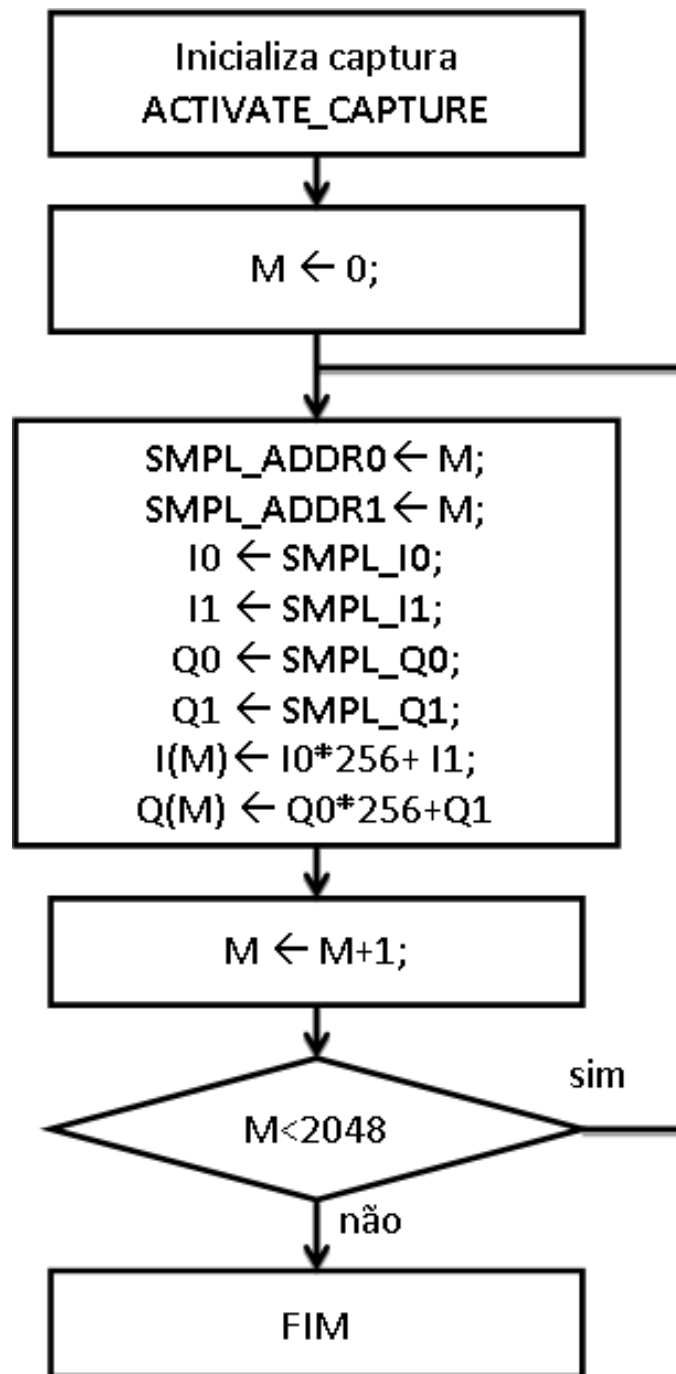 Inicializa captura
ACTIVATE_CAPTURE
M ← 0;
SMPL_ADDR0 ← M;
SMPL_ADDR1 ← M;
I0 ← SMPL_I0;
I1 ← SMPL_I1;
Q0 ← SMPL_Q0;
Q1 ← SMPL_Q1;
I(M) ← I0*256+ I1;
Q(M) ← Q0*256+Q1
M ← M+1;
sim
M<2048
não
FIM